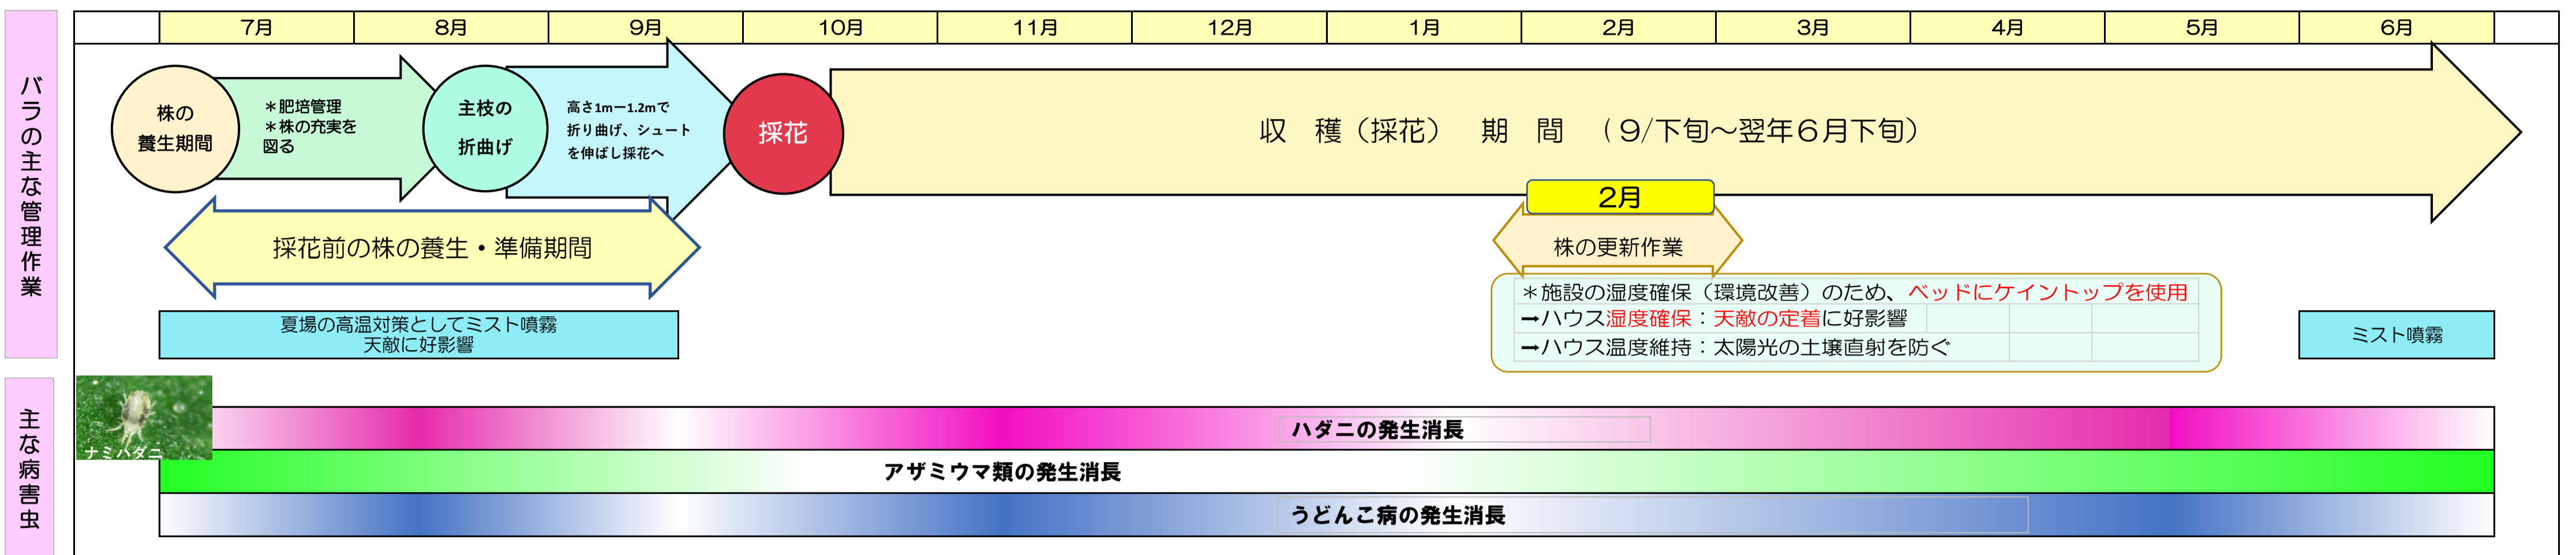 7月 8月 9月 10月 11月 12月 1月 2月 3月 4月 5月 6月
バラの主な管理作業
株の
養生期間
＊肥培管理
＊株の充実を
図る
主枝の
折曲げ
高さ1mー1.2mで
折り曲げ、シュート
を伸ばし採花へ
採花
収　穫（採花）　期　間　（９/下旬～翌年６月下旬）
採花前の株の養生・準備期間
2月
株の更新作業
夏場の高温対策としてミスト噴霧
天敵に好影響
＊施設の湿度確保（環境改善）のため、ベッドにケイントップを使用
➡ハウス湿度確保：天敵の定着に好影響
➡ハウス温度維持：太陽光の土壌直射を防ぐ
ミスト噴霧
主な病害虫
ナミハダニ
ハダニの発生消長
アザミウマ類の発生消長
うどんこ病の発生消長